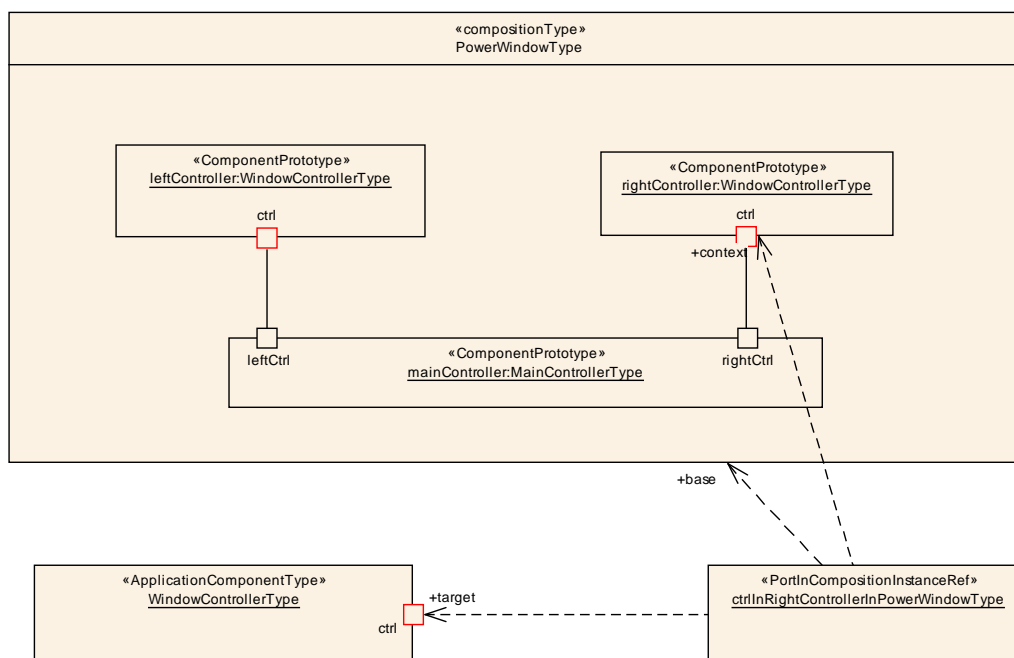 «compositionType»
PowerWindowType
«ComponentPrototype»
leftController:WindowControllerType
ctrl
«ComponentPrototype»
rightController:WindowControllerType
ctrl
+context
leftCtrl
«ComponentPrototype»
mainController:MainControllerType
rightCtrl
+base
«ApplicationComponentType»
WindowControllerType
ctrl
+target
«PortInCompositionInstanceRef»
ctrlInRightControllerInPowerWindowType